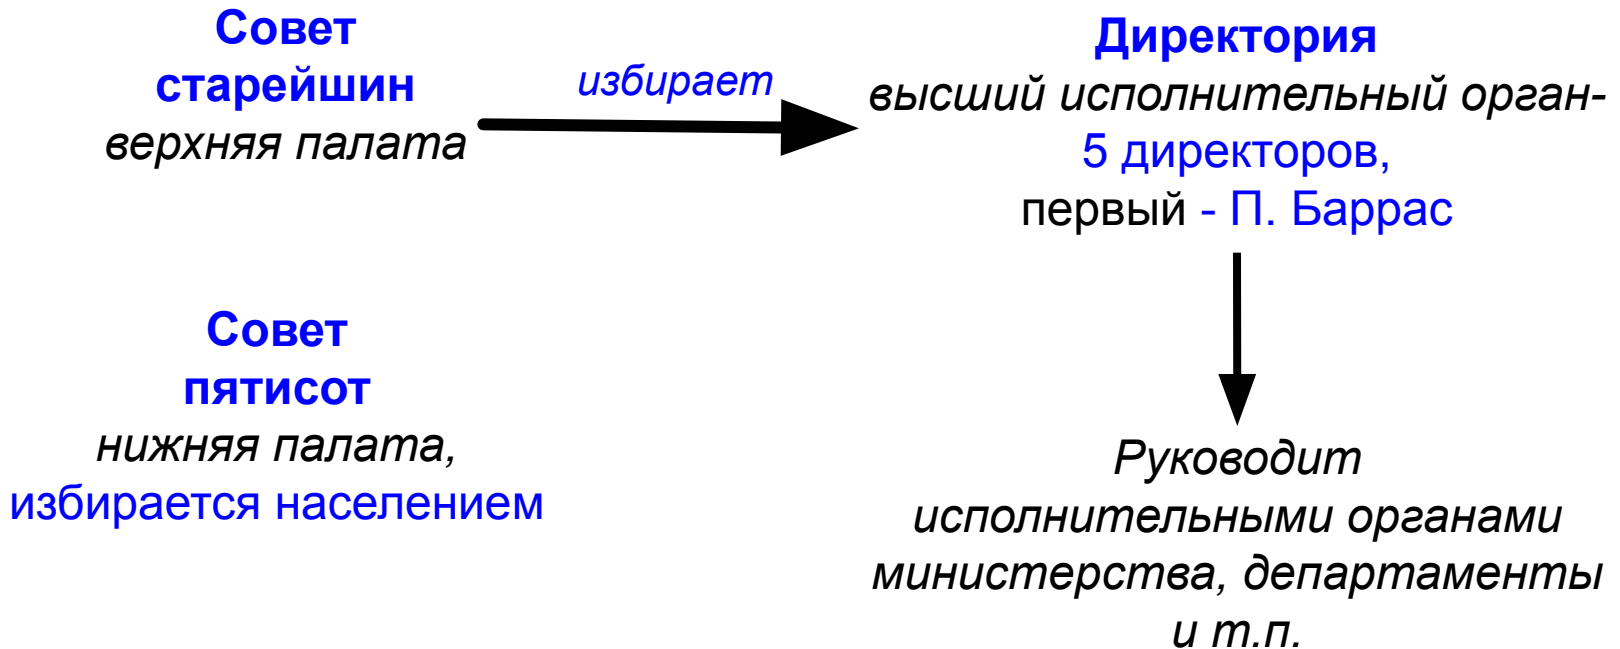 Совет
старейшин
верхняя палата
избирает
Директория
высший исполнительный орган-
5 директоров,
первый - П. Баррас
Совет
пятисот
нижняя палата,
избирается населением
Руководит
исполнительными органами
министерства, департаменты
и т.п.